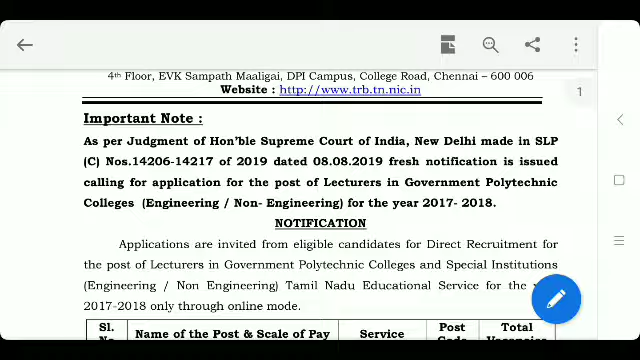 4th Floor, EVK Sampath Maaligai, DPI Campus, College Road, Chennai – 600 006
Website : http://www.trb.tn.nic.in
1
Important Note :
As per Judgment of Hon'ble Supreme Court of India, New Delhi made in SLP
(C) Nos.14206-14217 of 2019 dated 08.08.2019 fresh notification is issued
calling for application for the post of Lecturers in Government Polytechnic
Colleges (Engineering / Non- Engineering) for the year 2017- 2018.
NOTIFICATION
Applications are invited from eligible candidates for Direct Recruitment for
the post of Lecturers in Government Polytechnic Colleges and Special Institutions
(Engineering / Non Engineering) Tamil Nadu Educational Service for the
2017-2018 only through online mode.
Sl. Name of the Post & Scale of Pay Service Post Total